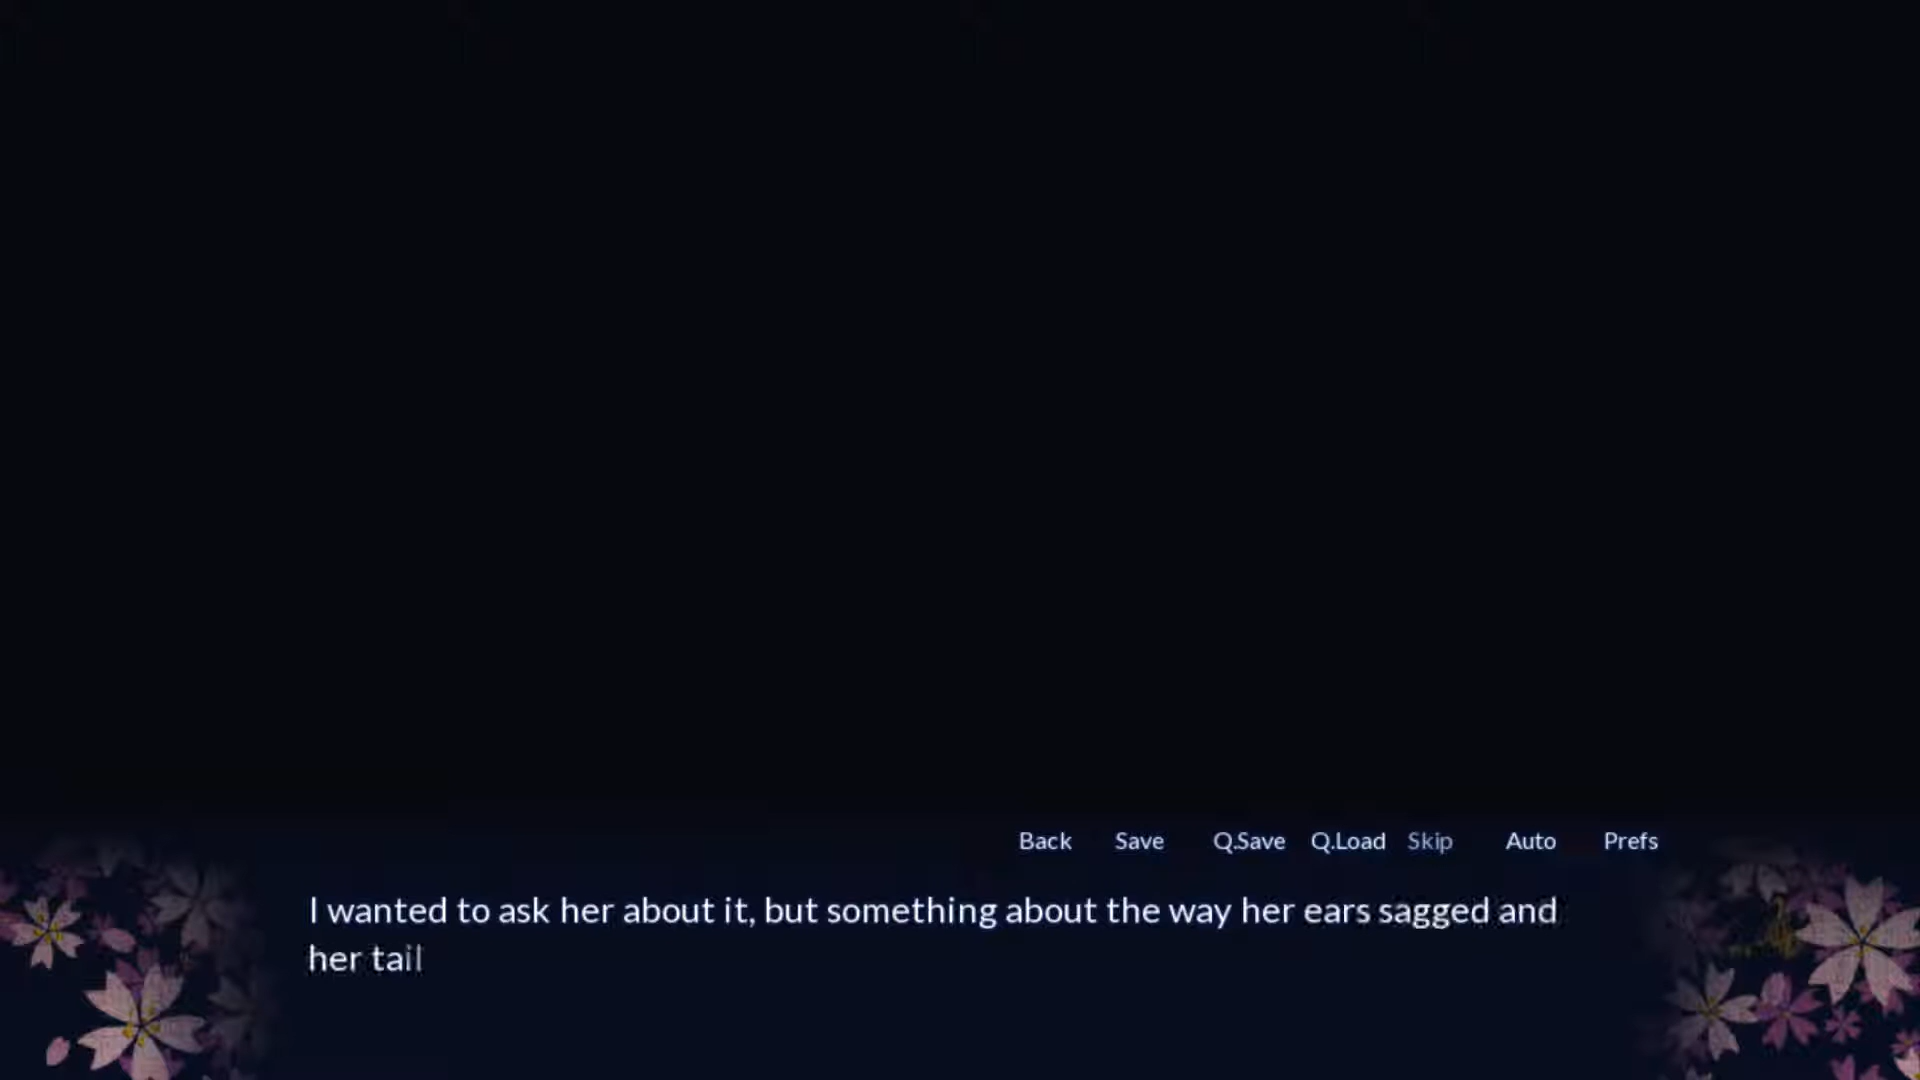 Back Save Q.Save Q.Load Skip Auto Prefs
I wanted to ask her about it, but something about the way her ears sagged and
her tail